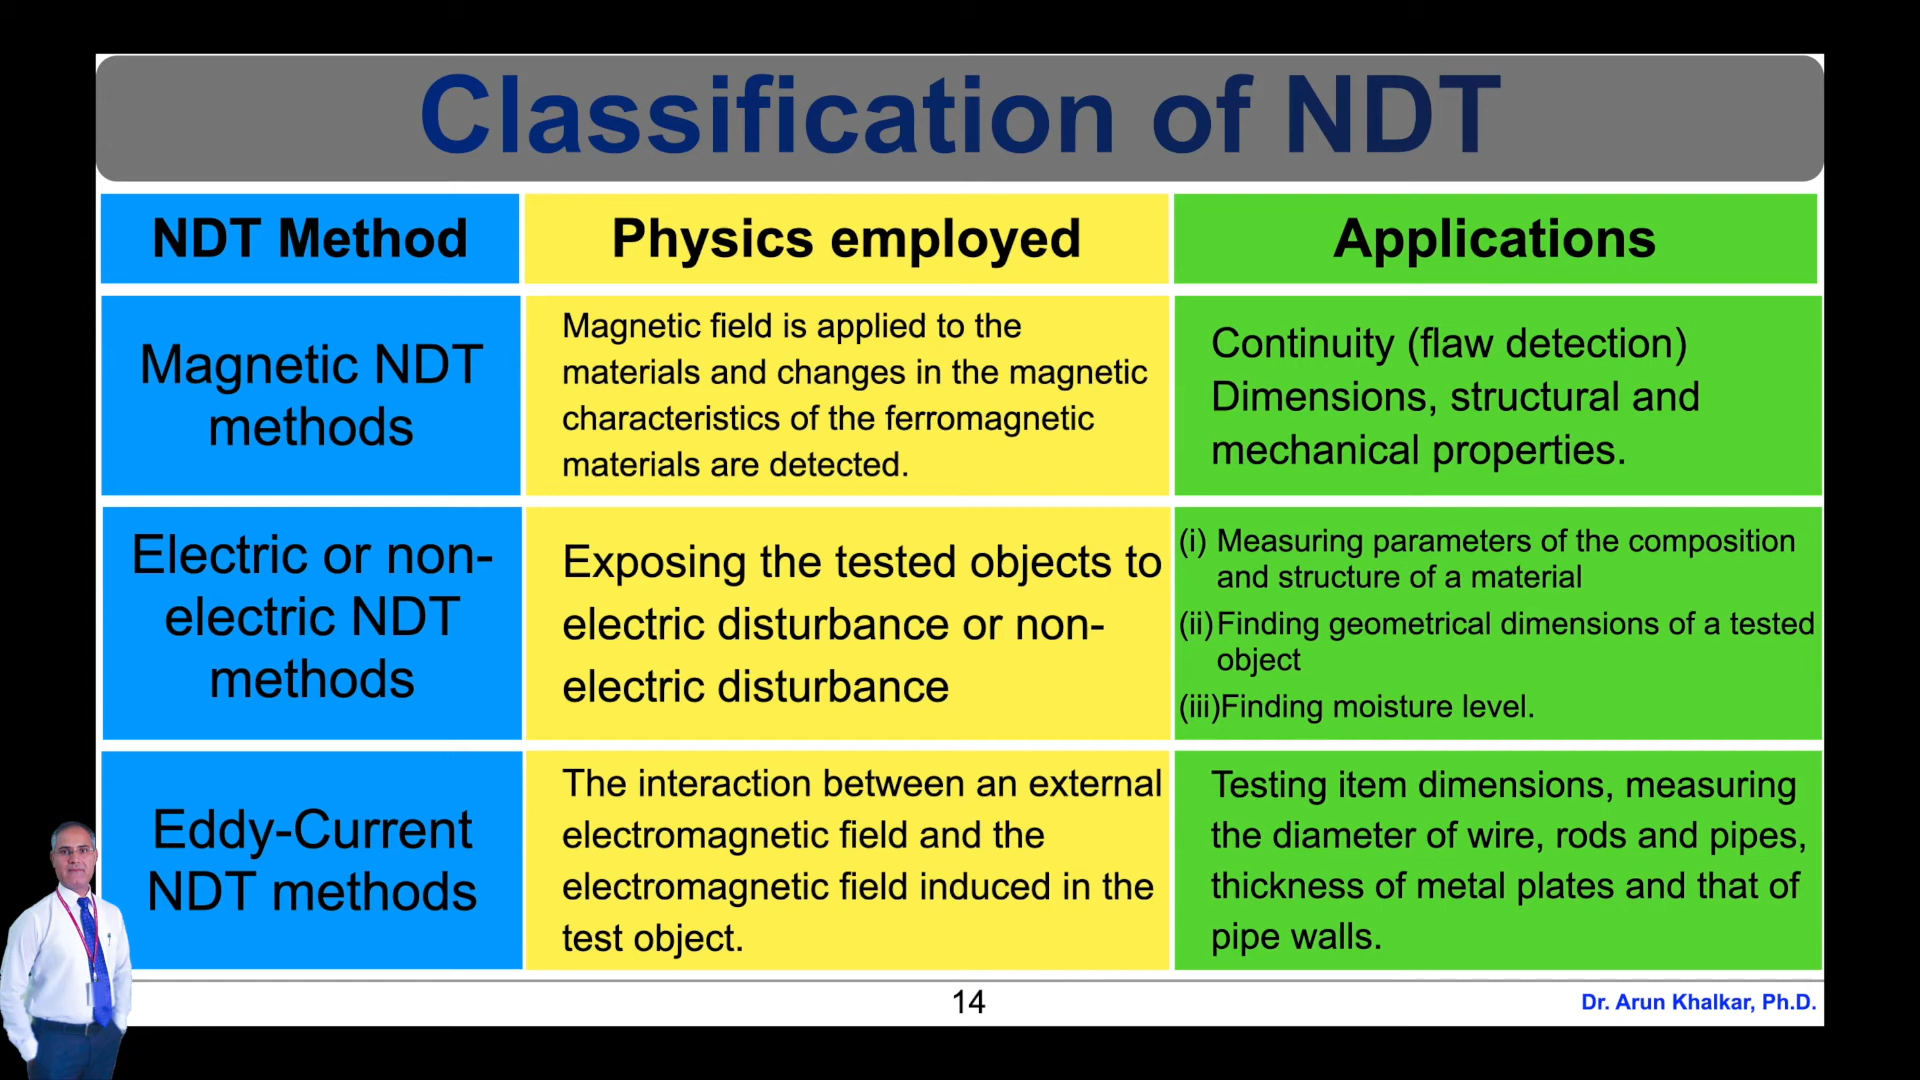 Classification of NDT
NDT Method
Physics employed
Applications
Magnetic NDT
methods
Magnetic field is applied to the
materials and changes in the magnetic
characteristics of the ferromagnetic
materials are detected.
Continuity (flaw detection)
Dimensions, structural and
mechanical properties.
Electric or non-
electric NDT
methods
Exposing the tested objects to
electric disturbance or non-
electric disturbance
(i) Measuring parameters of the composition
and structure of a material
(ii) Finding geometrical dimensions of a tested
object
(iii)Finding moisture level.
Eddy-Current
NDT methods
The interaction between an external
electromagnetic field and the
electromagnetic field induced in the
test object.
Testing item dimensions, measuring
the diameter of wire, rods and pipes,
thickness of metal plates and that of
pipe walls.
14
Dr. Arun Khalkar, Ph.D.